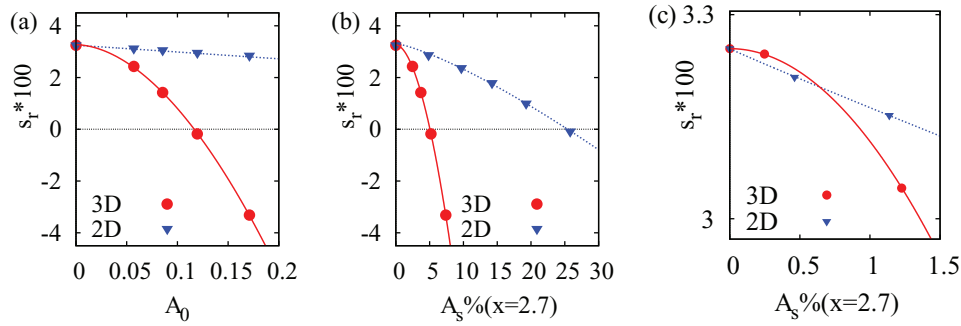 (a)
4
2
0
-2
-4
s_r*100
3D
2D
0 0.05 0.1 0.15 0.2
A_0
(b)
4
2
0
-2
-4
s_r*100
3D
2D
0 5 10 15 20 25 30
A_s%(x=2.7)
(c)
3.3
3
s_r*100
3D
2D
0 0.5 1 1.5
A_s%(x=2.7)